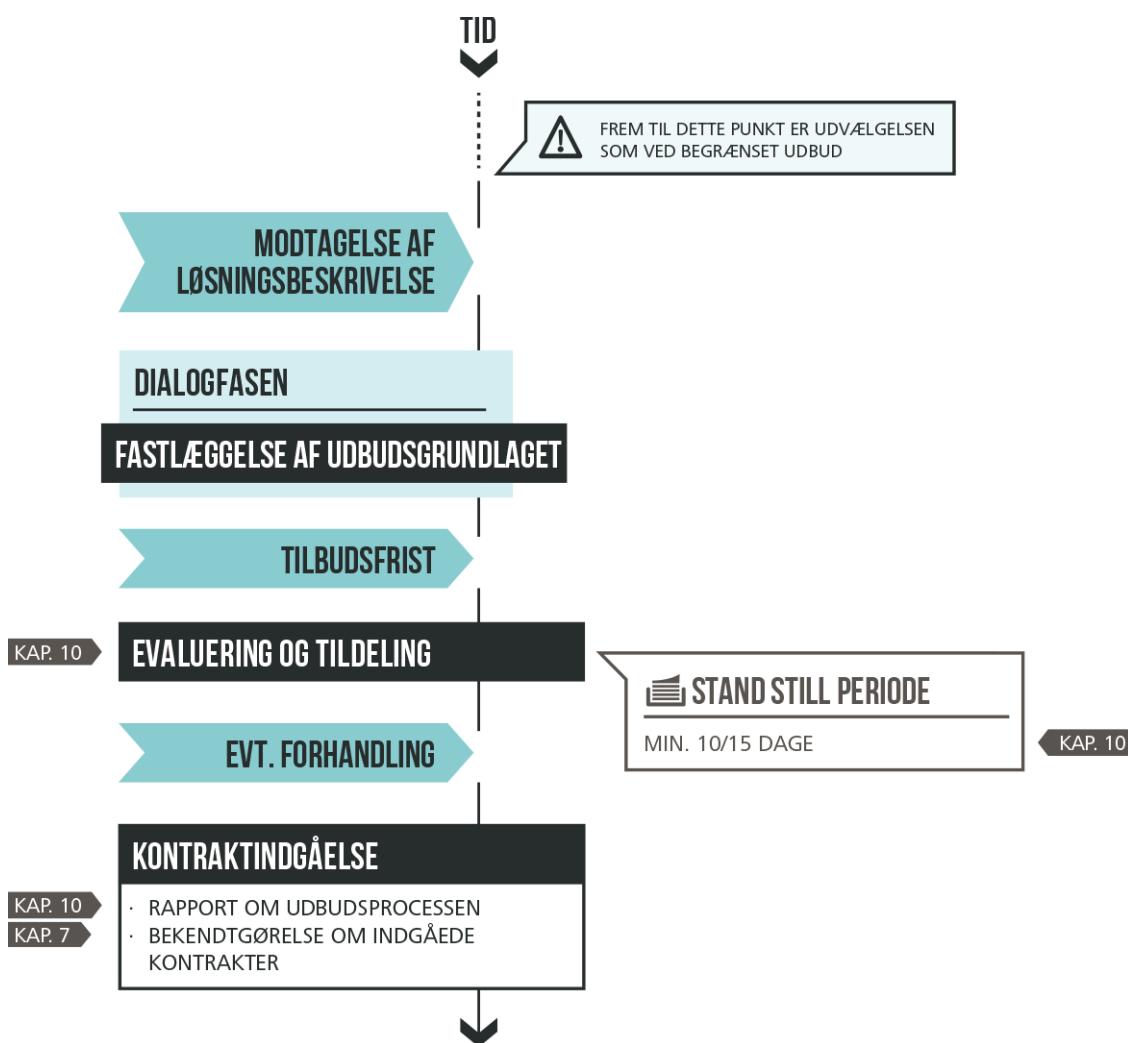 TID
FREM TIL DETTE PUNKT ER UDVÆLGELSEN
SOM VED BEGRÆNSET UDBUD
MODTAGELSE AF
LØSNINGSBESKRIVELSE
DIALOGFASEN
FASTLÆGGELSE AF UDBUDSGRUNDLAGET
TILBUDSFRIST
KAP. 10
EVALUERING OG TILDELING
STAND STILL PERIODE
MIN. 10/15 DAGE
KAP. 10
EVT. FORHANDLING
KONTRAKTINDGÅELSE
KAP. 10
· RAPPORT OM UDBUDSPROCESSEN
KAP. 7
· BEKENDTGØRELSE OM INDGÅEDE
KONTRAKTER